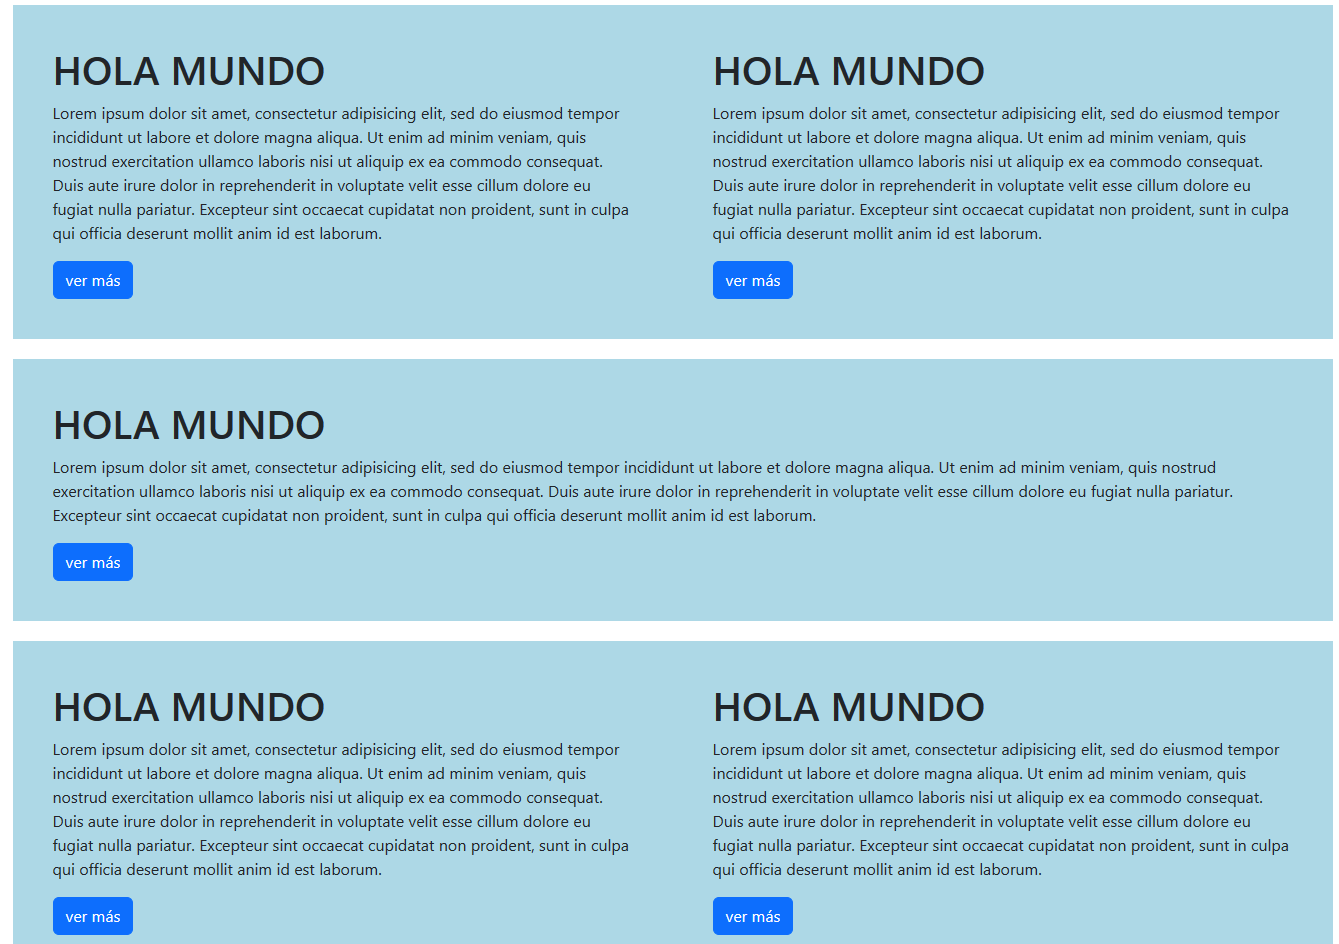 HOLA MUNDO
Lorem ipsum dolor sit amet, consectetur adipisicing elit, sed do eiusmod tempor
incididunt ut labore et dolore magna aliqua. Ut enim ad minim veniam, quis
nostrud exercitation ullamco laboris nisi ut aliquip ex ea commodo consequat.
Duis aute irure dolor in reprehenderit in voluptate velit esse cillum dolore eu
fugiat nulla pariatur. Excepteur sint occaecat cupidatat non proident, sunt in culpa
qui officia deserunt mollit anim id est laborum.
ver más
HOLA MUNDO
Lorem ipsum dolor sit amet, consectetur adipisicing elit, sed do eiusmod tempor
incididunt ut labore et dolore magna aliqua. Ut enim ad minim veniam, quis
nostrud exercitation ullamco laboris nisi ut aliquip ex ea commodo consequat.
Duis aute irure dolor in reprehenderit in voluptate velit esse cillum dolore eu
fugiat nulla pariatur. Excepteur sint occaecat cupidatat non proident, sunt in culpa
qui officia deserunt mollit anim id est laborum.
ver más
HOLA MUNDO
Lorem ipsum dolor sit amet, consectetur adipisicing elit, sed do eiusmod tempor incididunt ut labore et dolore magna aliqua. Ut enim ad minim veniam, quis nostrud
exercitation ullamco laboris nisi ut aliquip ex ea commodo consequat. Duis aute irure dolor in reprehenderit in voluptate velit esse cillum dolore eu fugiat nulla pariatur.
Excepteur sint occaecat cupidatat non proident, sunt in culpa qui officia deserunt mollit anim id est laborum.
ver más
HOLA MUNDO
Lorem ipsum dolor sit amet, consectetur adipisicing elit, sed do eiusmod tempor
incididunt ut labore et dolore magna aliqua. Ut enim ad minim veniam, quis
nostrud exercitation ullamco laboris nisi ut aliquip ex ea commodo consequat.
Duis aute irure dolor in reprehenderit in voluptate velit esse cillum dolore eu
fugiat nulla pariatur. Excepteur sint occaecat cupidatat non proident, sunt in culpa
qui officia deserunt mollit anim id est laborum.
ver más
HOLA MUNDO
Lorem ipsum dolor sit amet, consectetur adipisicing elit, sed do eiusmod tempor
incididunt ut labore et dolore magna aliqua. Ut enim ad minim veniam, quis
nostrud exercitation ullamco laboris nisi ut aliquip ex ea commodo consequat.
Duis aute irure dolor in reprehenderit in voluptate velit esse cillum dolore eu
fugiat nulla pariatur. Excepteur sint occaecat cupidatat non proident, sunt in culpa
qui officia deserunt mollit anim id est laborum.
ver más